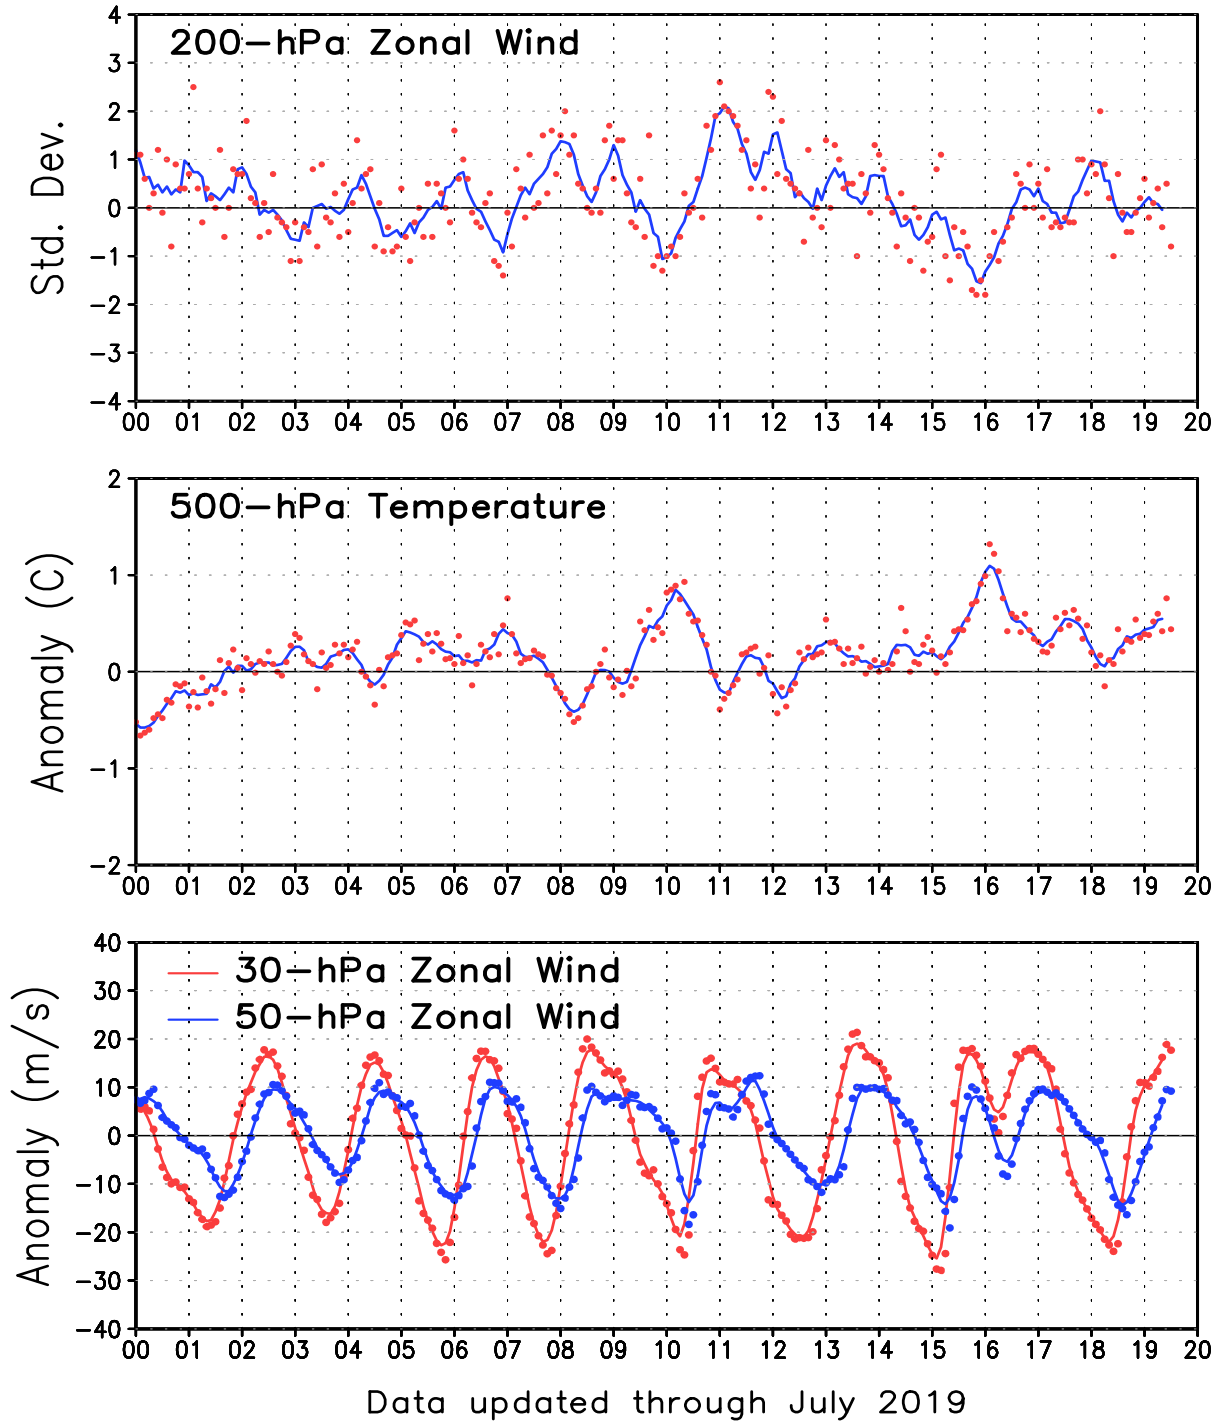 200-hPa Zonal Wind
Std. Dev.
4
3
2
1
0
-1
-2
-3
-4
00 01 02 03 04 05 06 07 08 09 10 11 12 13 14 15 16 17 18 19 20
500-hPa Temperature
Anomaly (C)
2
1
0
-1
-2
00 01 02 03 04 05 06 07 08 09 10 11 12 13 14 15 16 17 18 19 20
30-hPa Zonal Wind
50-hPa Zonal Wind
Anomaly (m/s)
40
30
20
10
0
-10
-20
-30
-40
00 01 02 03 04 05 06 07 08 09 10 11 12 13 14 15 16 17 18 19 20
Data updated through July 2019